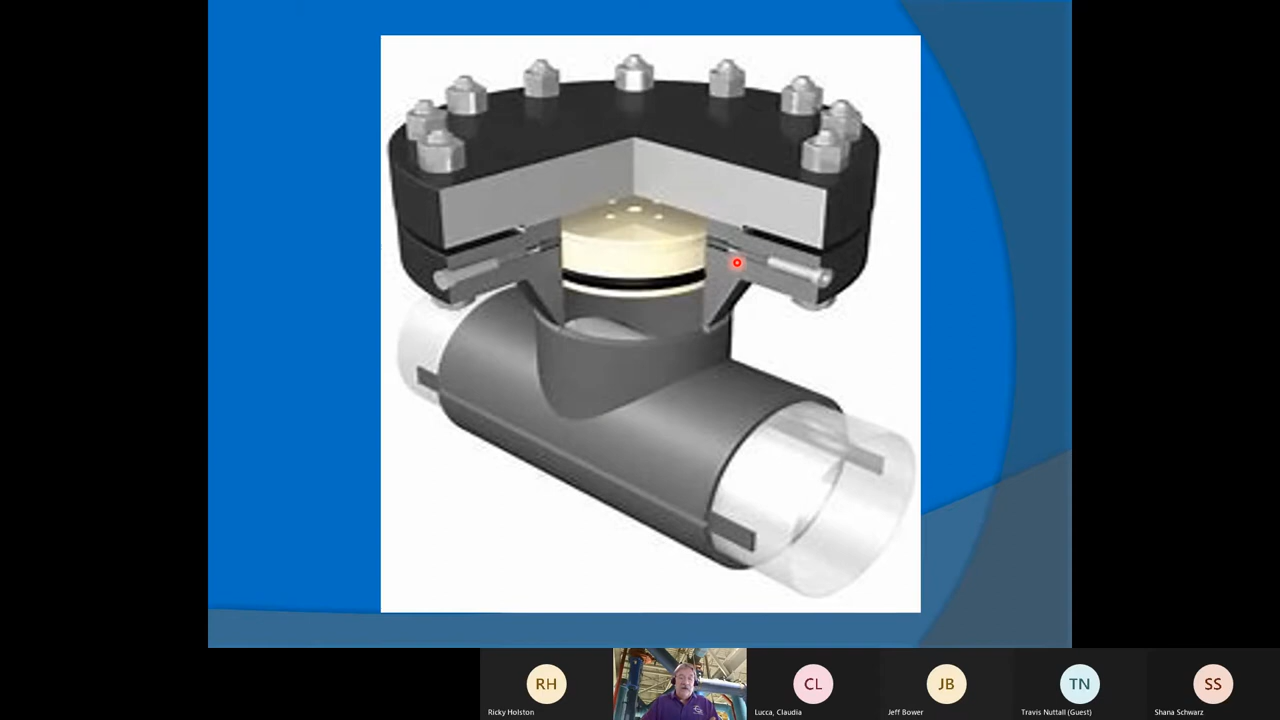 RH
CL
JB
TN
SS
Ricky Holston
Lucca, Claudia
Jeff Bower
Travis Nuttall (Guest)
Shana Schwarz